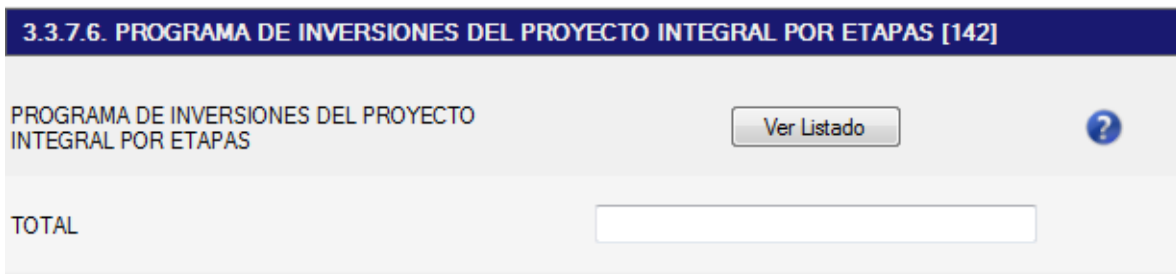 3.3.7.6. PROGRAMA DE INVERSIONES DEL PROYECTO INTEGRAL POR ETAPAS [142]
PROGRAMA DE INVERSIONES DEL PROYECTO
INTEGRAL POR ETAPAS
Ver Listado
?
TOTAL